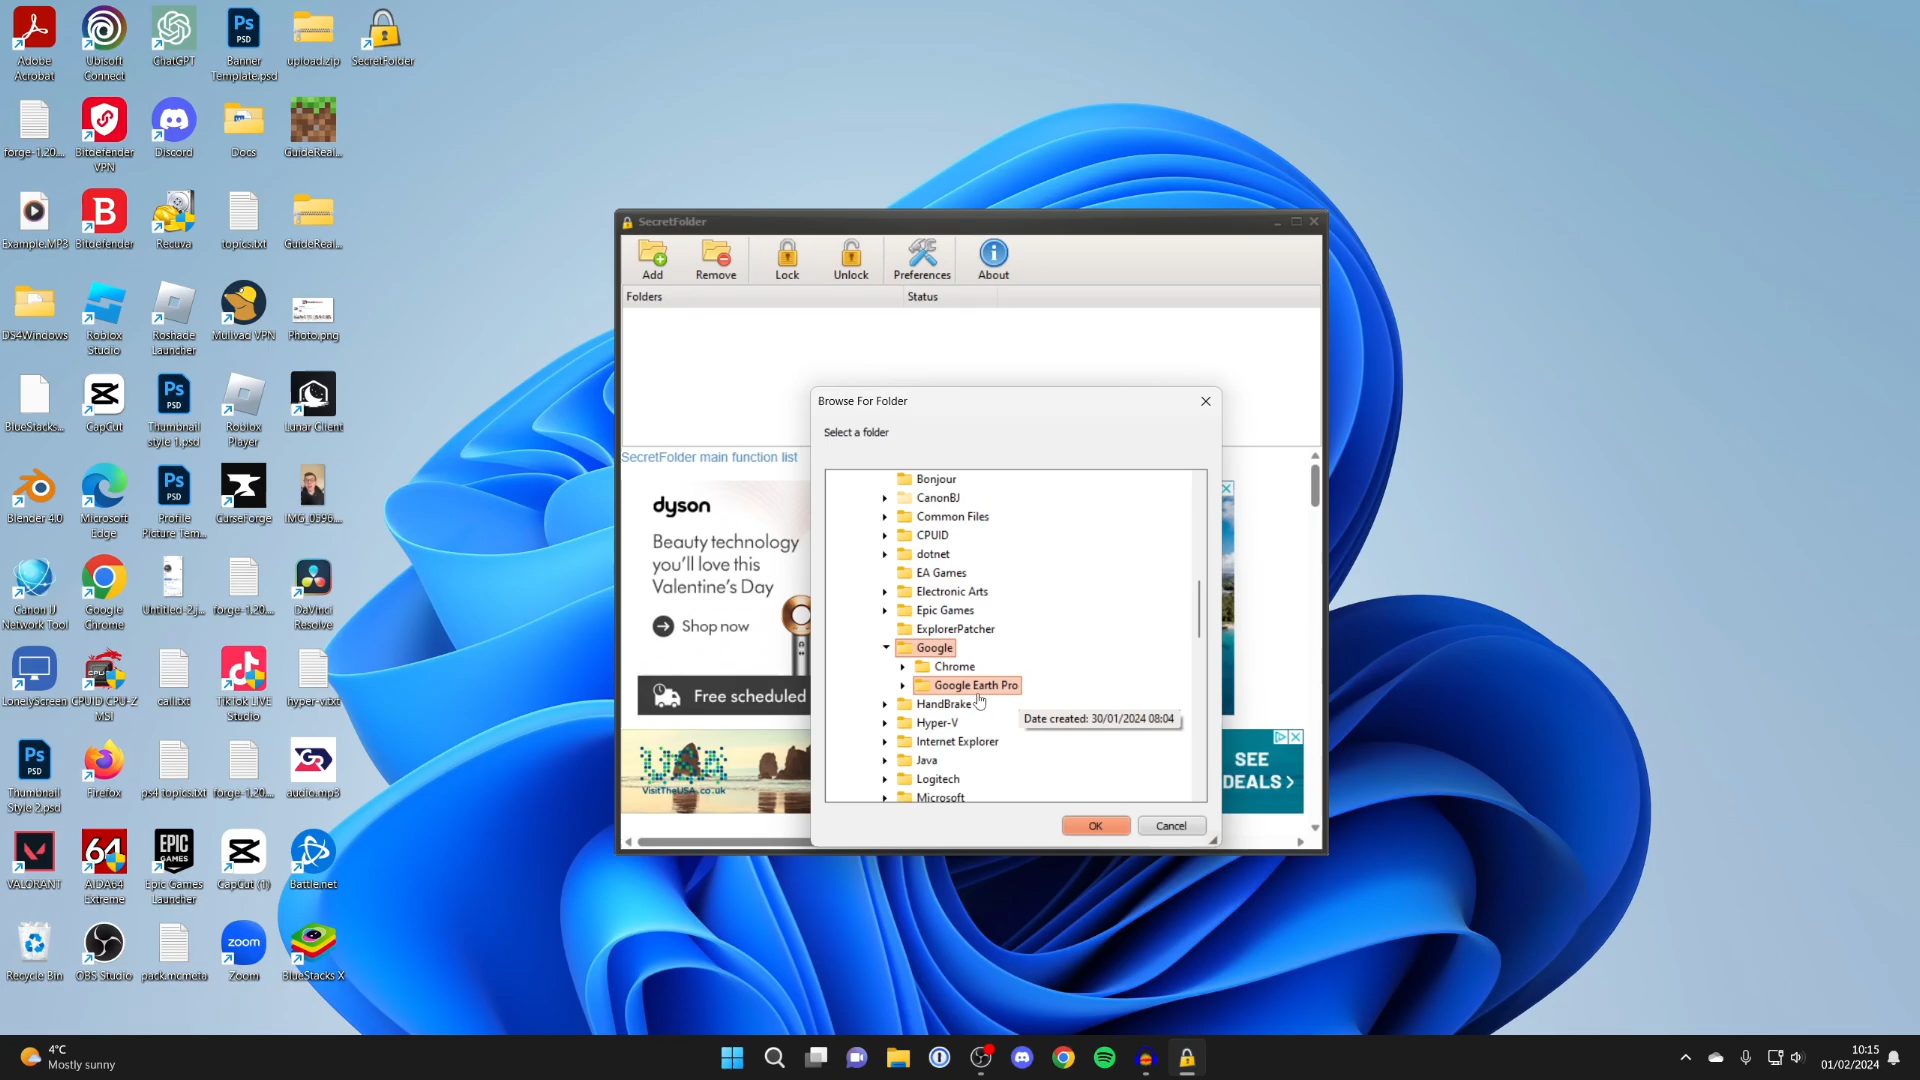 Adobe
Acrobat
Ubisoft
Connect
ChatGPT
Banner
Template.psd
upload.zip
SecretFolder
forge-1.20....
Bitdefender
VPN
Discord
Docs
GuideReal...
Example.MP3
Bitdefender
Recuva
topics.txt
GuideReal...
DS4Windows
Roblox
Studio
Roshade
Launcher
Mullvad VPN
Photo.png
BlueStacks...
CapCut
Thumbnail
style 1.psd
Roblox
Player
Lunar Client
Blender 4.0
Microsoft
Edge
Profile
Picture Tem...
CurseForge
IMG_0596....
Canon IJ
Network Tool
Google
Chrome
Untitled-2.j...
forge-1.20....
DaVinci
Resolve
LonelyScreen
CPUID CPU-Z
MSI
call.txt
TikTok LIVE
Studio
hyper-v.txt
Thumbnail
Style 2.psd
Firefox
ps4 topics.txt
forge-1.20....
audio.mp3
VALORANT
64
AIDA64
Extreme
EPIC
GAMES
Epic Games
Launcher
CapCut (1)
Battle.net
Recycle Bin
OBS Studio
pack.mcmeta
zoom
Zoom
BlueStacks X
SecretFolder
Add
Remove
Lock
Unlock
Preferences
About
Folders
Status
SecretFolder main function list
dyson
Beauty technology
you'll love this
Valentine's Day
Shop now
Free scheduled
USA
VisitTheUSA.co.uk
SEE
DEALS >
Browse For Folder
Select a folder
Bonjour
CanonBJ
Common Files
CPUID
dotnet
EA Games
Electronic Arts
Epic Games
ExplorerPatcher
Google
Chrome
Google Earth Pro
HandBrake
Hyper-V
Internet Explorer
Java
Logitech
Microsoft
Date created: 30/01/2024 08:04
OK
Cancel
4°C
Mostly sunny
10:15
01/02/2024